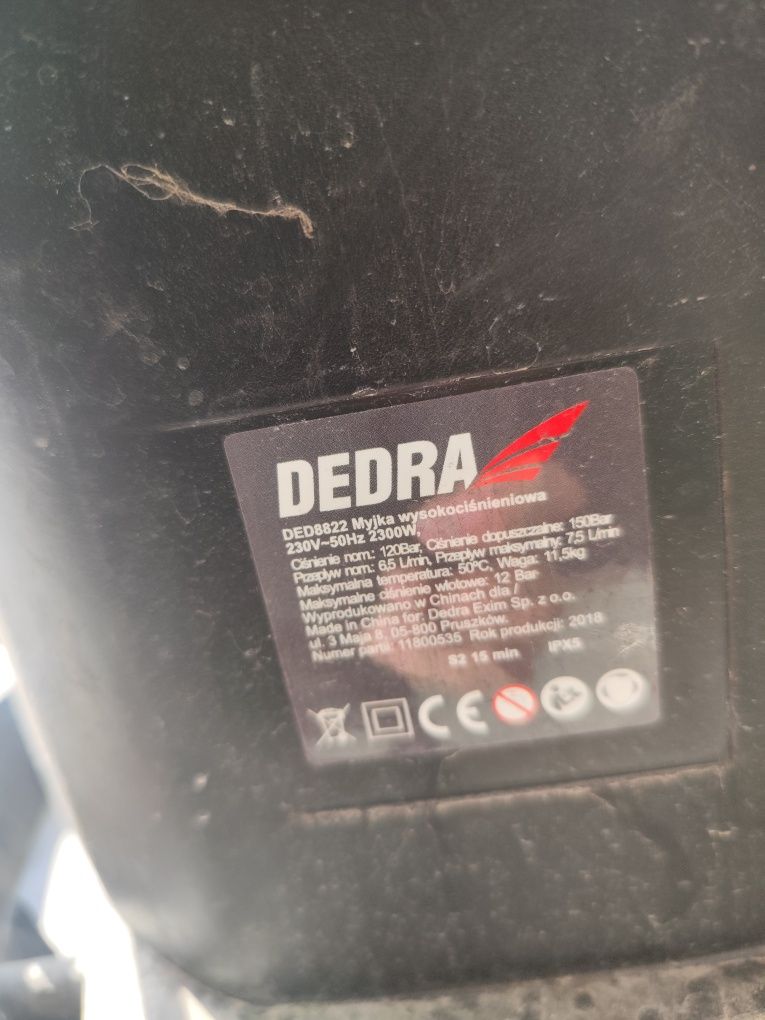 DEDRA
DED8822 Myjka wysokociśnieniowa
230V~50Hz 2300W,
Ciśnienie nom.: 120Bar, Ciśnienie dopuszczalne: 150Bar
Przepływ nom.: 6,5 L/min, Przepływ maksymalny: 7,5 L/min
Maksymalna temperatura: 50ºC, Waga: 11,5kg
Maksymalne ciśnienie wlotowe: 12 Bar
Wyprodukowano w Chinach dla /
Made in China for: Dedra Exim Sp. z o.o.
ul. 3 Maja 8, 05-800 Pruszków.
Numer partii: 11800535 Rok produkcji: 2018
S2 15 min IPX5
CE